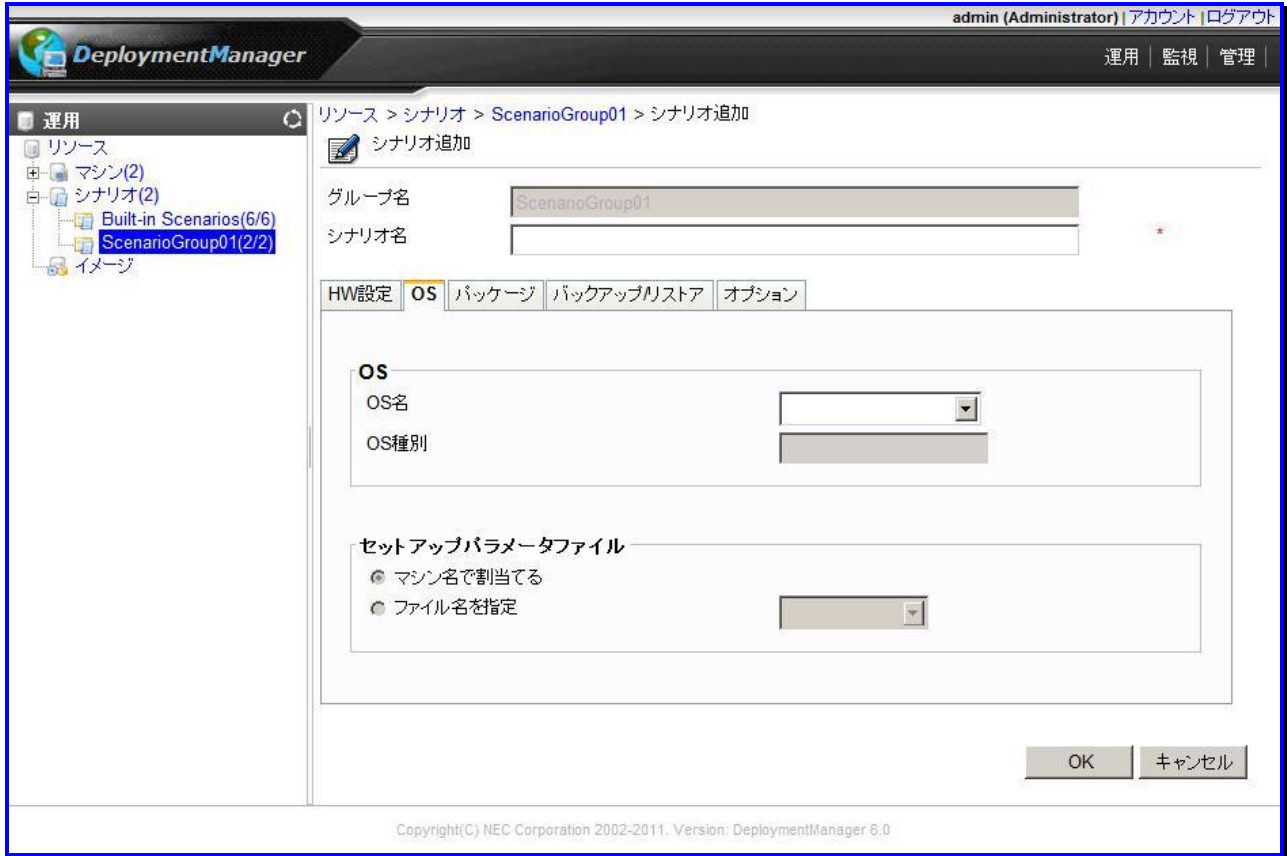 admin (Administrator) | アカウント | ログアウト
DeploymentManager
運用 | 監視 | 管理 |
運用
リソース
マシン(2)
シナリオ(2)
Built-in Scenarios(6/6)
ScenarioGroup01(2/2)
イメージ
リソース > シナリオ > ScenarioGroup01 > シナリオ追加
シナリオ追加
グループ名 ScenarioGroup01
シナリオ名 *
HW設定 OS パッケージ バックアップ/リストア オプション
OS
OS名
OS種別
セットアップパラメータファイル
マシン名で割当てる
ファイル名を指定
OK キャンセル
Copyright(C) NEC Corporation 2002-2011. Version: DeploymentManager 6.0